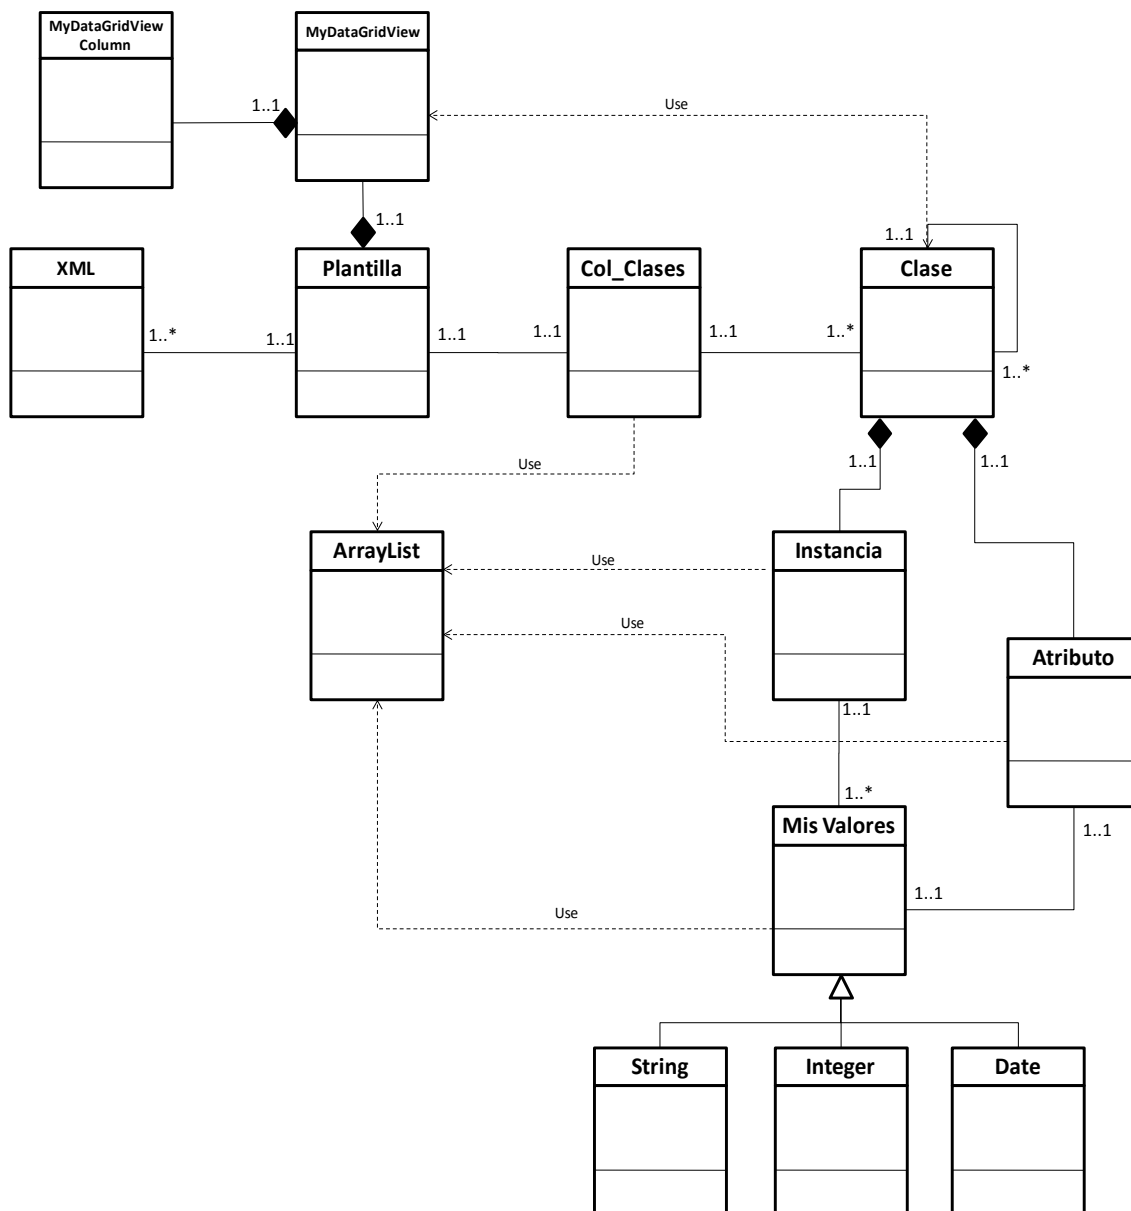 MyDataGridView
Column
MyDataGridView
1..1
Use
1..1
1..1
XML
Plantilla
Col_Clases
Clase
1..*
1..1
1..1
1..1
1..1
1..*
1..*
1..1
1..1
Use
ArrayList
Instancia
Use
Use
Atributo
1..1
1..*
Mis Valores
1..1
1..1
Use
String
Integer
Date